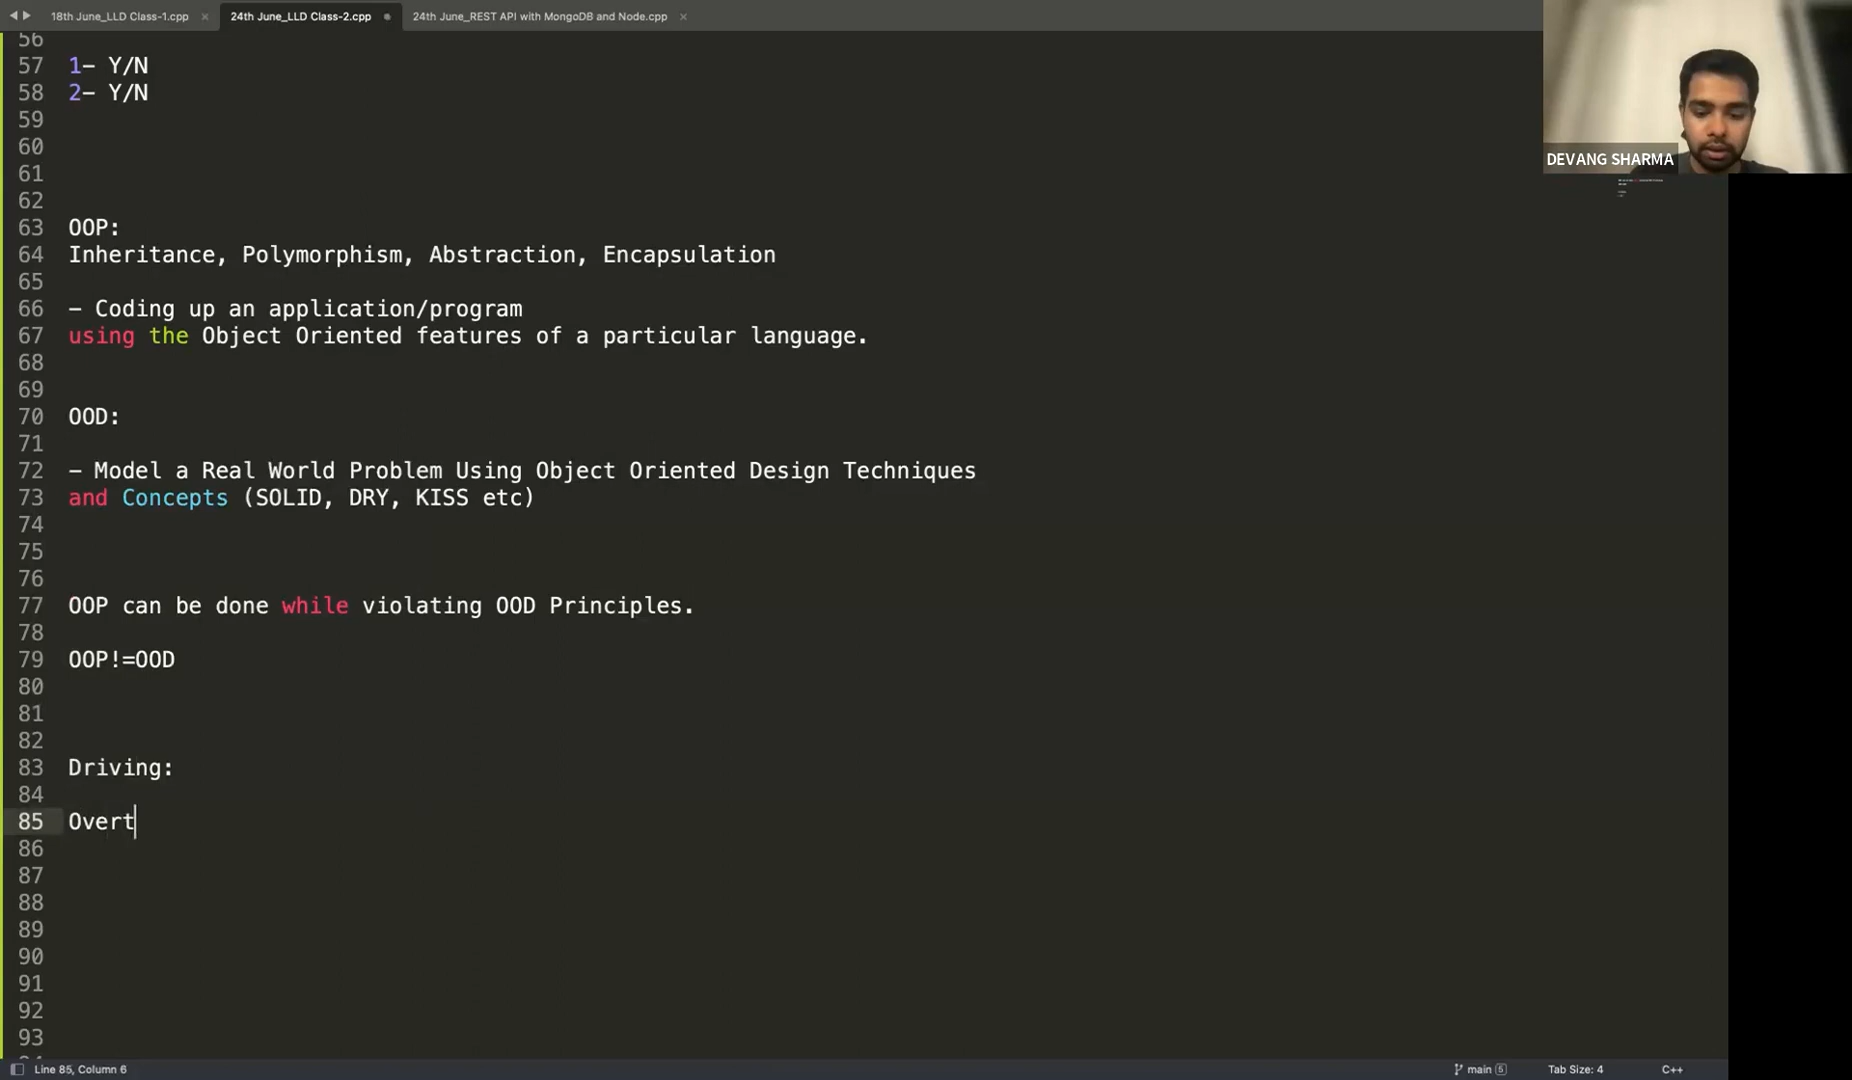 18th June_LLD Class-1.cpp × 24th June_LLD Class-2.cpp 24th June_REST API with MongoDB and Node.cpp ×
DEVANG SHARMA
56
57 1- Y/N
58 2- Y/N
59
60
61
62
63 OOP:
64 Inheritance, Polymorphism, Abstraction, Encapsulation
65
66 - Coding up an application/program
67 using the Object Oriented features of a particular language.
68
69
70 OOD:
71
72 - Model a Real World Problem Using Object Oriented Design Techniques
73 and Concepts (SOLID, DRY, KISS etc)
74
75
76
77 OOP can be done while violating OOD Principles.
78
79 OOP!=OOD
80
81
82
83 Driving:
84
85 Overt
86
87
88
89
90
91
92
93
Line 85, Column 6 main 5 Tab Size: 4 C++